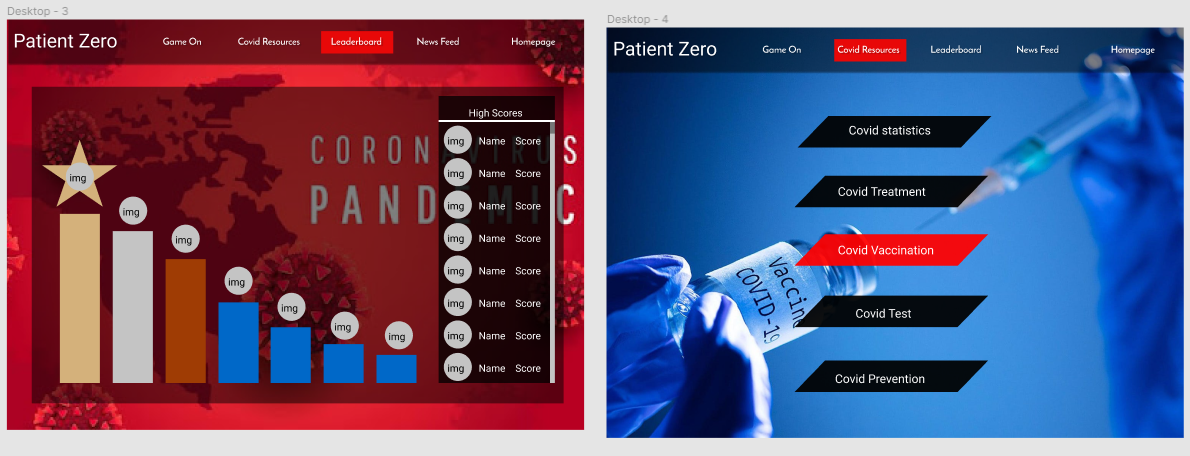 Desktop - 3
Patient Zero
Game On
Covid Resources
Leaderboard
News Feed
Homepage
CORONAVIRUS
PANDEMIC
High Scores
img Name Score
img Name Score
img Name Score
img Name Score
img Name Score
img Name Score
img Name Score
img Name Score
img
img
img
img
img
img
img
Desktop - 4
Patient Zero
Game On
Covid Resources
Leaderboard
News Feed
Homepage
Covid statistics
Covid Treatment
Covid Vaccination
Covid Test
Covid Prevention
Vaccine
COVID-19